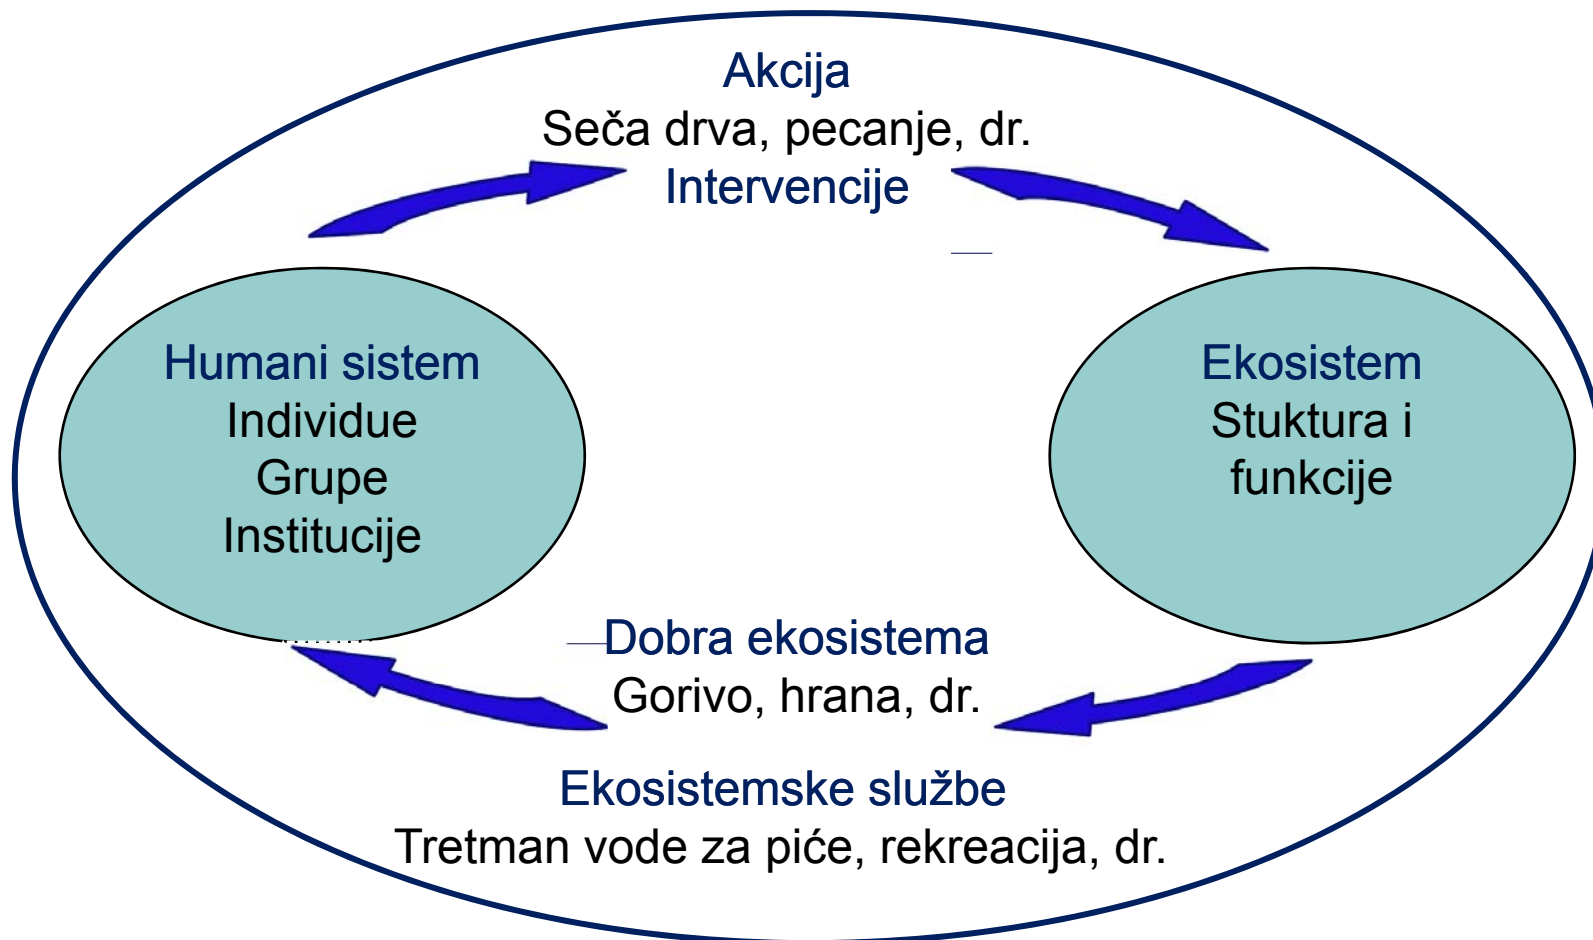 Akcija
Seča drva, pecanje, dr.
Intervencije
Humani sistem
Individue
Grupe
Institucije
Ekosistem
Stuktura i
funkcije
Dobra ekosistema
Gorivo, hrana, dr.
Ekosistemske službe
Tretman vode za piće, rekreacija, dr.